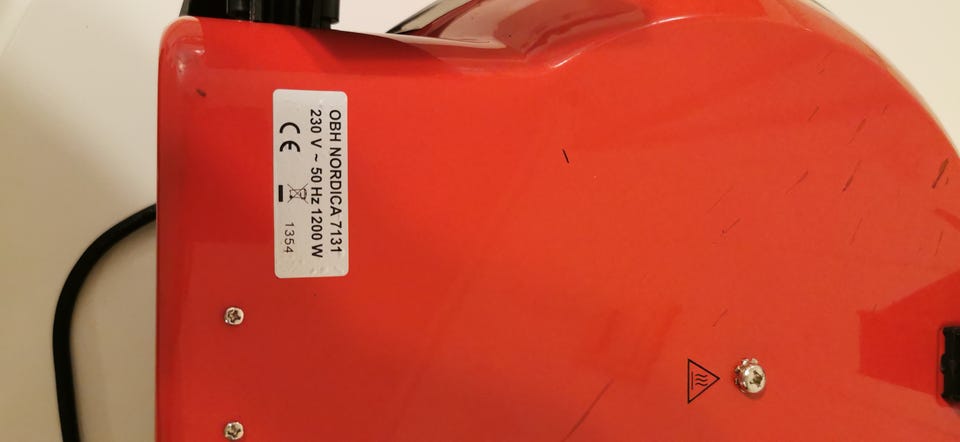 OBH NORDICA 7131
230 V ~ 50 Hz 1200 W
CE 1354